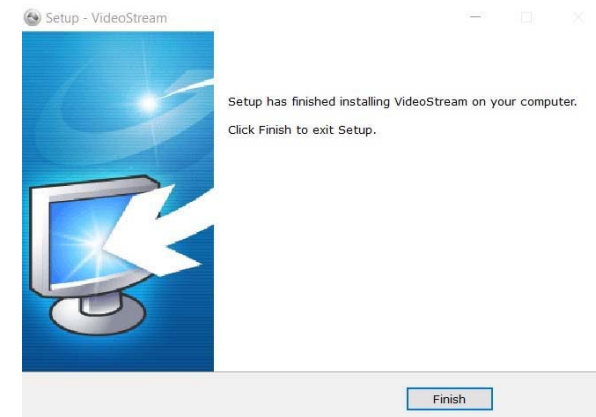 Setup - VideoStream
Setup has finished installing VideoStream on your computer.
Click Finish to exit Setup.
Finish